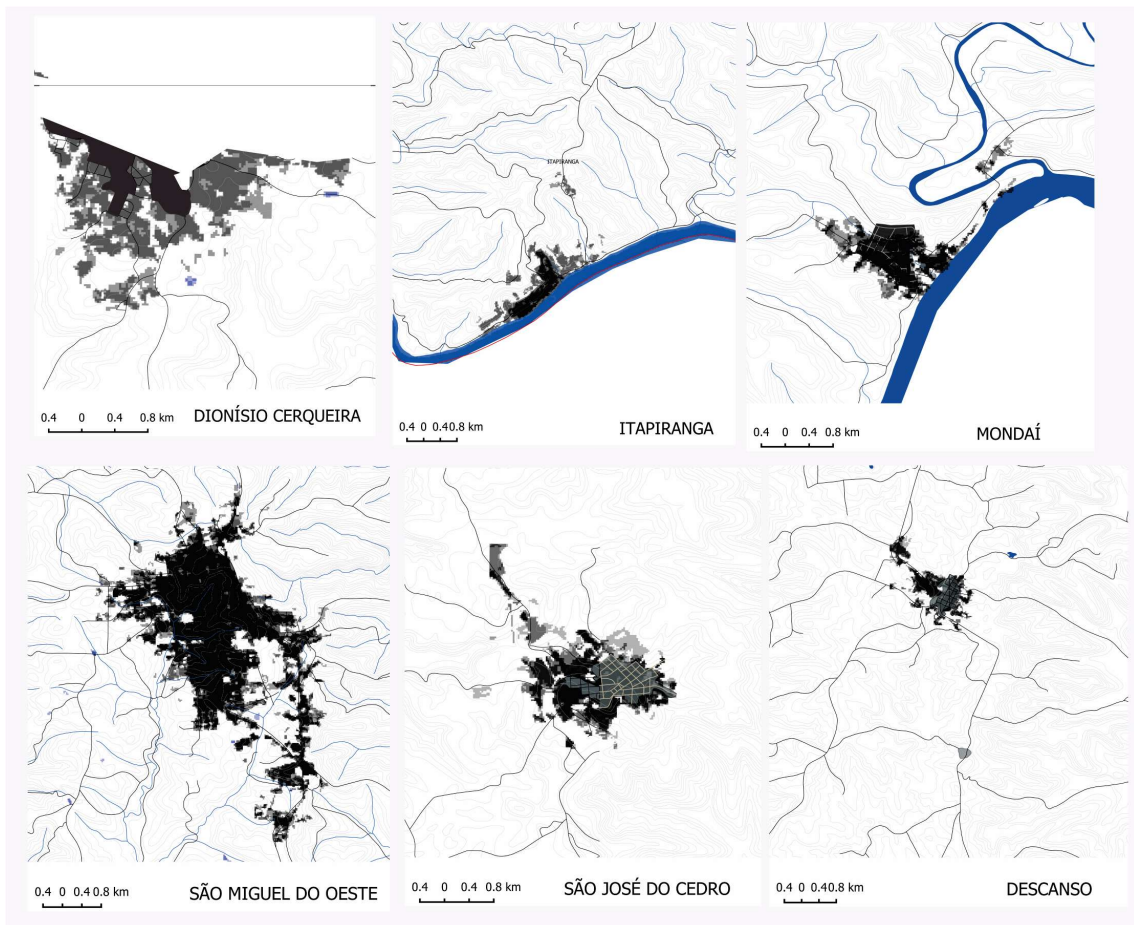 ITAPIRANGA
0.4 0 0.4 0.8 km
DIONÍSIO CERQUEIRA
0.4 0 0.40.8 km
ITAPIRANGA
0.4 0 0.4 0.8 km
MONDAÍ
0.4 0 0.4 0.8 km
SÃO MIGUEL DO OESTE
0.4 0 0.4 0.8 km
SÃO JOSÉ DO CEDRO
0.4 0 0.40.8 km
DESCANSO